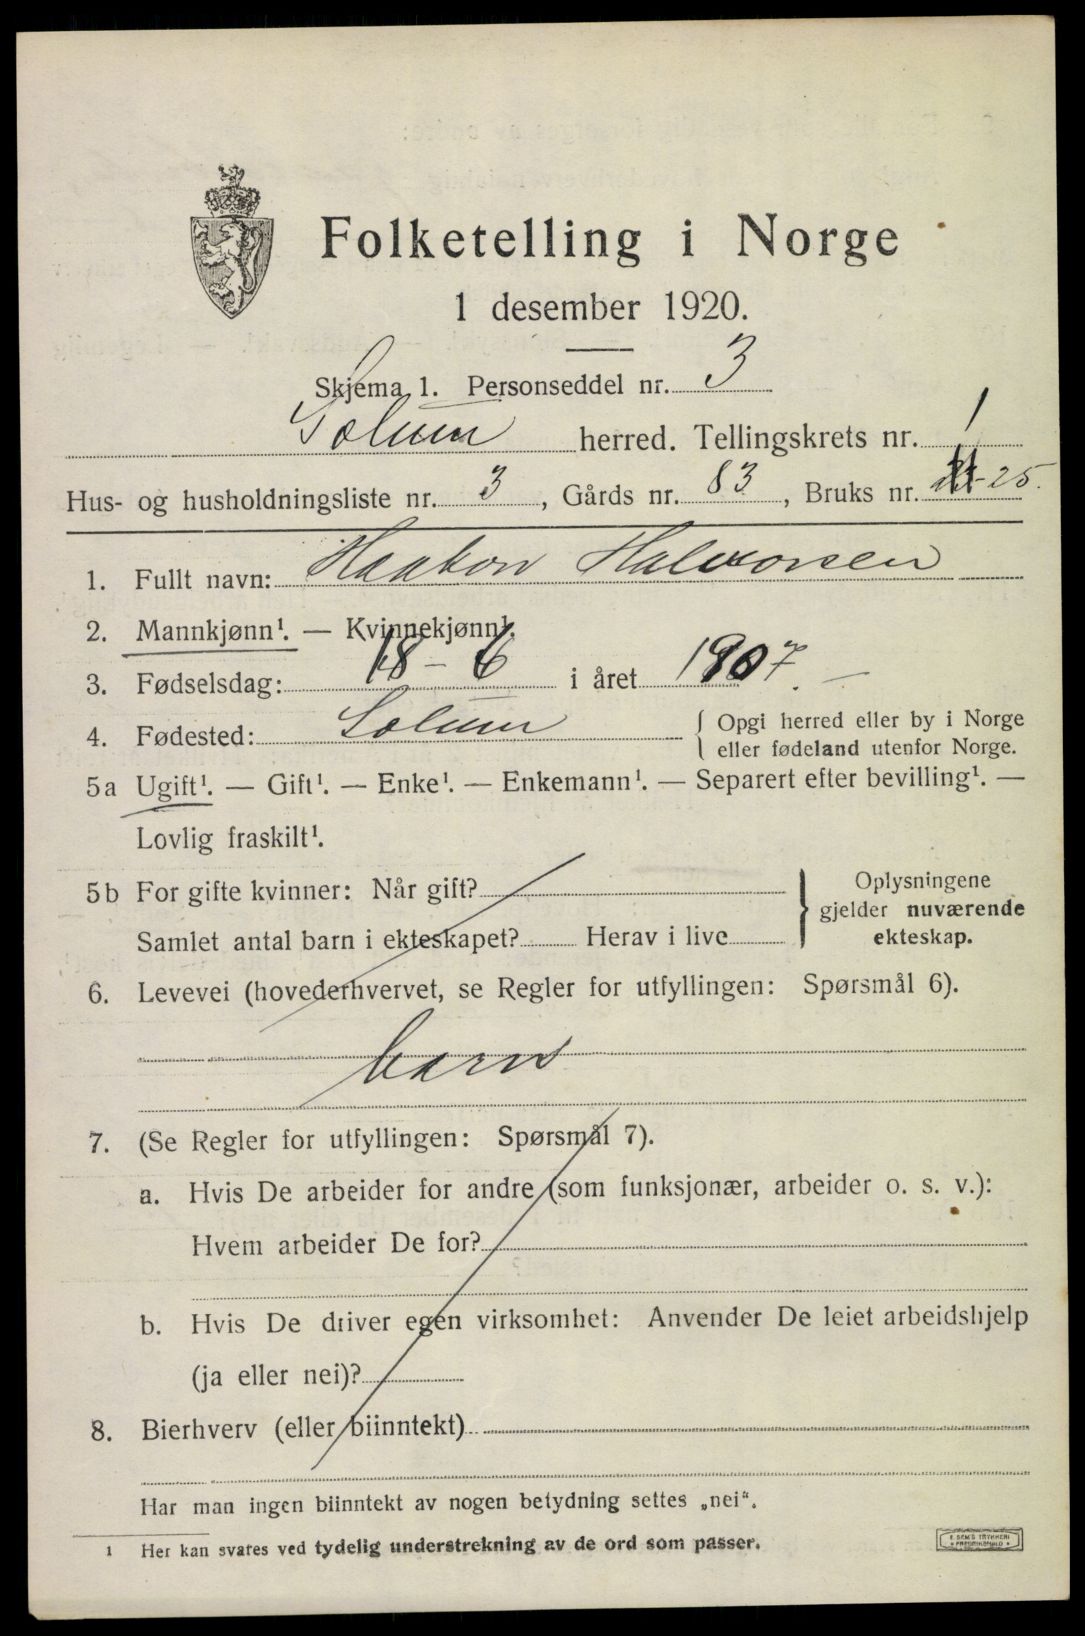 Folketelling i Norge
1 desember 1920.
Skjema 1. Personseddel nr. 3
Solum herred. Tellingskrets nr. 1
Hus- og husholdningsliste nr. 3, Gårds nr. 83, Bruks nr. -25.
1. Fullt navn: Haakon Halvorsen
2. Mannkjønn¹. — Kvinnekjønn¹.
3. Fødselsdag: 18 - 6 i året 1907. —
4. Fødested: Solum { Opgi herred eller by i Norge
eller fødeland utenfor Norge.
5a Ugift¹. — Gift¹. — Enke¹. — Enkemann¹. — Separert efter bevilling¹. —
Lovlig fraskilt¹.
5b For gifte kvinner: Når gift?
Samlet antal barn i ekteskapet? Herav i live
} Oplysningene
gjelder nuværende
ekteskap.
6. Levevei (hovederhvervet, se Regler for utfyllingen: Spørsmål 6).
barn
7. (Se Regler for utfyllingen: Spørsmål 7).
a. Hvis De arbeider for andre (som funksjonær, arbeider o. s. v.):
Hvem arbeider De for?
b. Hvis De driver egen virksomhet: Anvender De leiet arbeidshjelp
(ja eller nei)?
8. Bierhverv (eller biinntekt)
Har man ingen biinntekt av nogen betydning settes „nei“.
1 Her kan svares ved tydelig understrekning av de ord som passer.
E. SEM'S TRYKKERI
FREDRIKSHALD